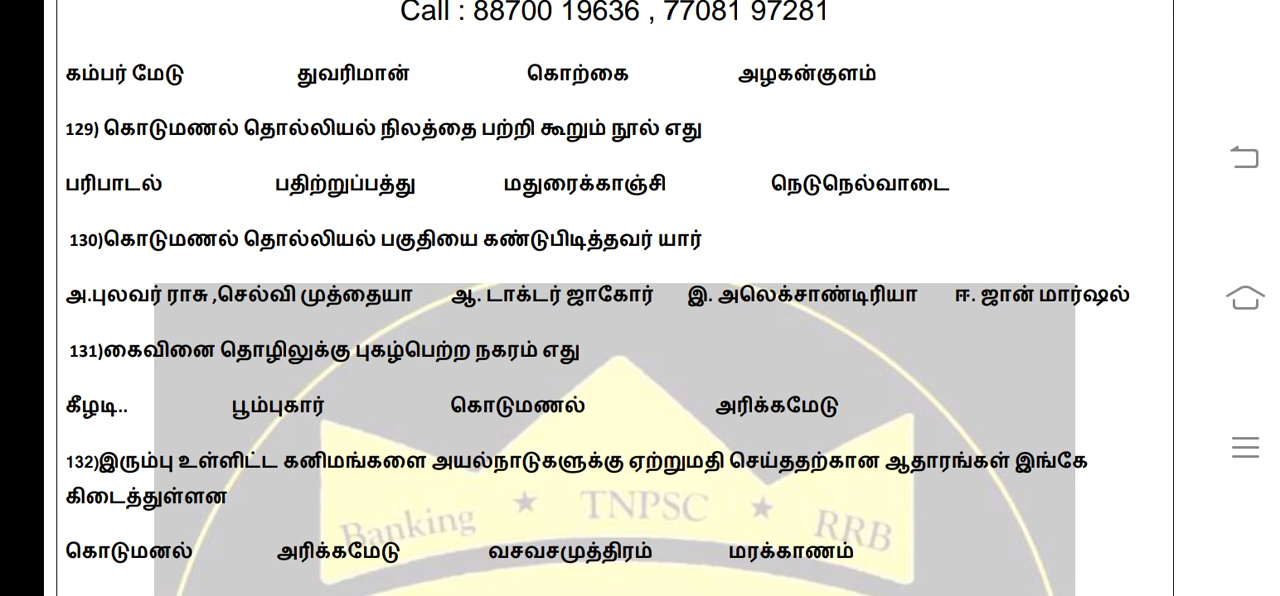 Call : 88700 19636 , 77081 97281
கம்பர் மேடு துவரிமான் கொற்கை அழகன்குளம்
129) கொடுமணல் தொல்லியல் நிலத்தை பற்றி கூறும் நூல் எது
பரிபாடல் பதிற்றுப்பத்து மதுரைக்காஞ்சி நெடுநெல்வாடை
130)கொடுமணல் தொல்லியல் பகுதியை கண்டுபிடித்தவர் யார்
அ.புலவர் ராசு ,செல்வி முத்தையா ஆ. டாக்டர் ஜாகோர் இ. அலெக்சாண்டிரியா ஈ. ஜான் மார்ஷல்
131)கைவினை தொழிலுக்கு புகழ்பெற்ற நகரம் எது
கீழடி.. பூம்புகார் கொடுமணல் அரிக்கமேடு
132)இரும்பு உள்ளிட்ட கனிமங்களை அயல்நாடுகளுக்கு ஏற்றுமதி செய்ததற்கான ஆதாரங்கள் இங்கே
கிடைத்துள்ளன
Banking ★ TNPSC ★ RRB
கொடுமனல் அரிக்கமேடு வசவசமுத்திரம் மரக்காணம்